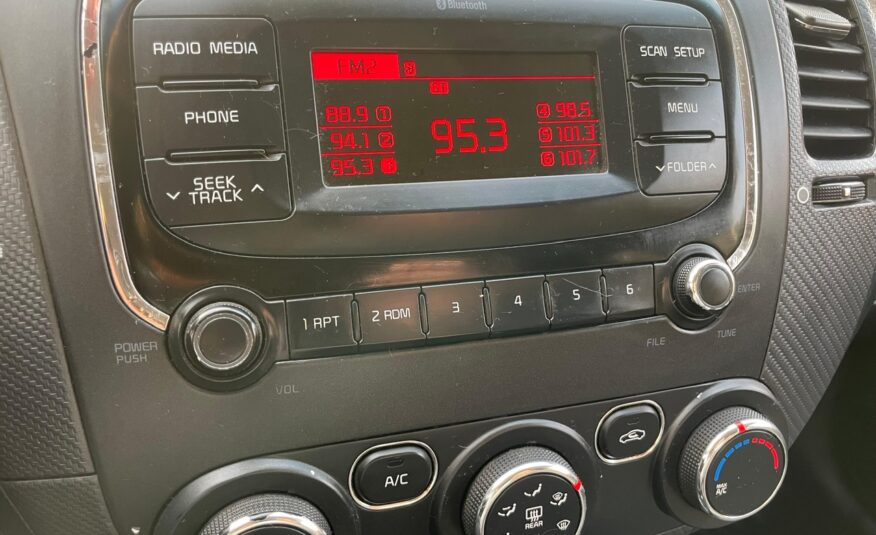 Bluetooth
RADIO MEDIA
PHONE
SEEK
TRACK
FM2
ST
88.9 1
94.1 2
95.3
95.3
4 98.5
101.3
6 101.7
SCAN SETUP
MENU
FOLDER
POWER
PUSH
VOL
1 RPT
2 RDM
3
4
5
6
FILE
TUNE
ENTER
A/C
REAR
MAX
A/C